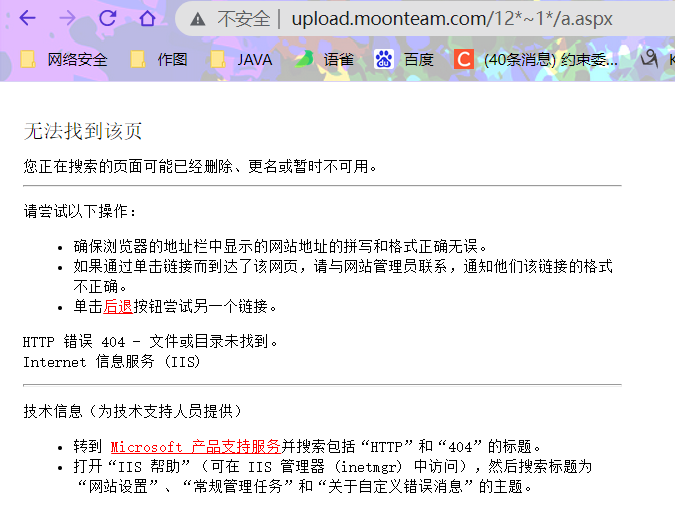 不安全 | upload.moonteam.com/12*~1*/a.aspx
网络安全 作图 JAVA 语雀 百度 (40条消息) 约束委...
无法找到该页
您正在搜索的页面可能已经删除、更名或暂时不可用。
请尝试以下操作：
• 确保浏览器的地址栏中显示的网站地址的拼写和格式正确无误。
• 如果通过单击链接而到达了该网页，请与网站管理员联系，通知他们该链接的格式
不正确。
• 单击后退按钮尝试另一个链接。
HTTP 错误 404 - 文件或目录未找到。
Internet 信息服务 (IIS)
技术信息（为技术支持人员提供）
• 转到 Microsoft 产品支持服务并搜索包括“HTTP”和“404”的标题。
• 打开“IIS 帮助”（可在 IIS 管理器 (inetmgr) 中访问），然后搜索标题为
“网站设置”、“常规管理任务”和“关于自定义错误消息”的主题。